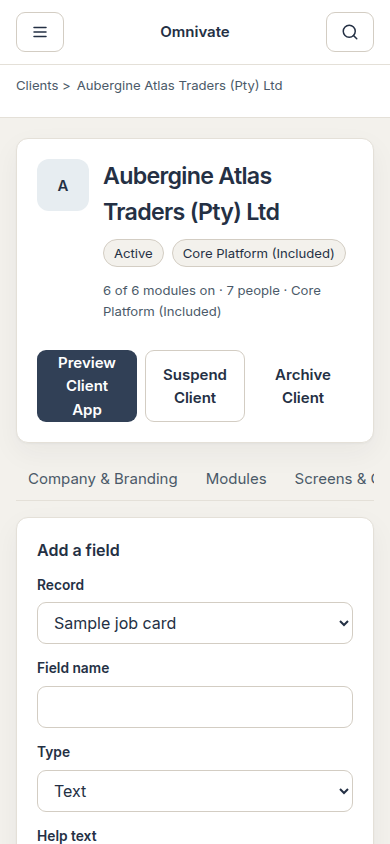 Omnivate
Clients > Aubergine Atlas Traders (Pty) Ltd
A
Aubergine Atlas
Traders (Pty) Ltd
Active
Core Platform (Included)
6 of 6 modules on · 7 people · Core
Platform (Included)
Preview
Client
App
Suspend
Client
Archive
Client
Company & Branding
Modules
Screens &
Add a field
Record
Sample job card
Field name
Type
Text
Help text